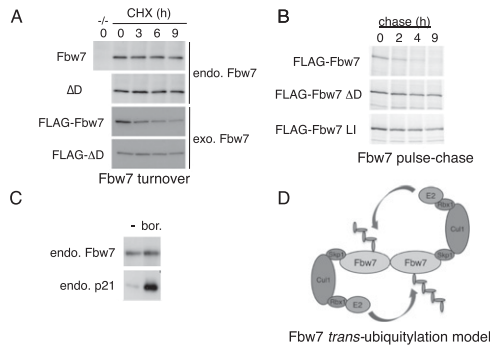 A
CHX (h)
-/-
0 0 3 6 9
Fbw7
ΔD
endo. Fbw7
FLAG-Fbw7
FLAG-ΔD
exo. Fbw7
Fbw7 turnover
B
chase (h)
0 2 4 9
FLAG-Fbw7
FLAG-Fbw7 ΔD
FLAG-Fbw7 LI
Fbw7 pulse-chase
C
- bor.
endo. Fbw7
endo. p21
D
E2
Rbx1
Cul1
Skp1
Fbw7
Fbw7
Skp1
Cul1
Rbx1
E2
Fbw7 trans-ubiquitylation model